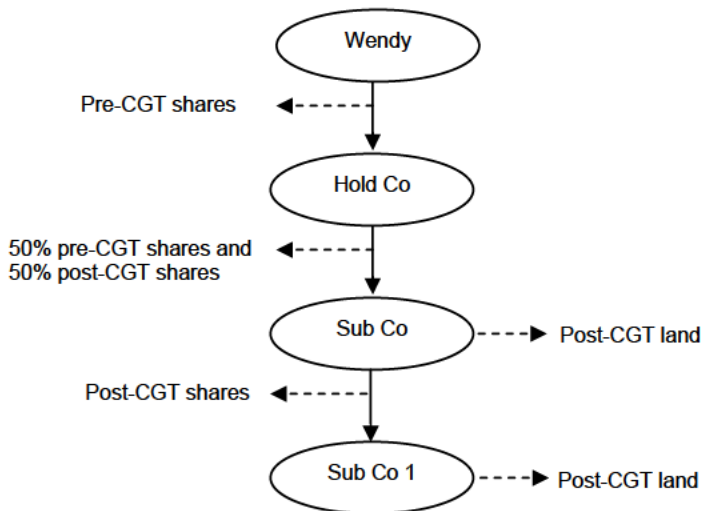 Wendy
Pre-CGT shares
Hold Co
50% pre-CGT shares and
50% post-CGT shares
Sub Co
Post-CGT land
Post-CGT shares
Sub Co 1
Post-CGT land